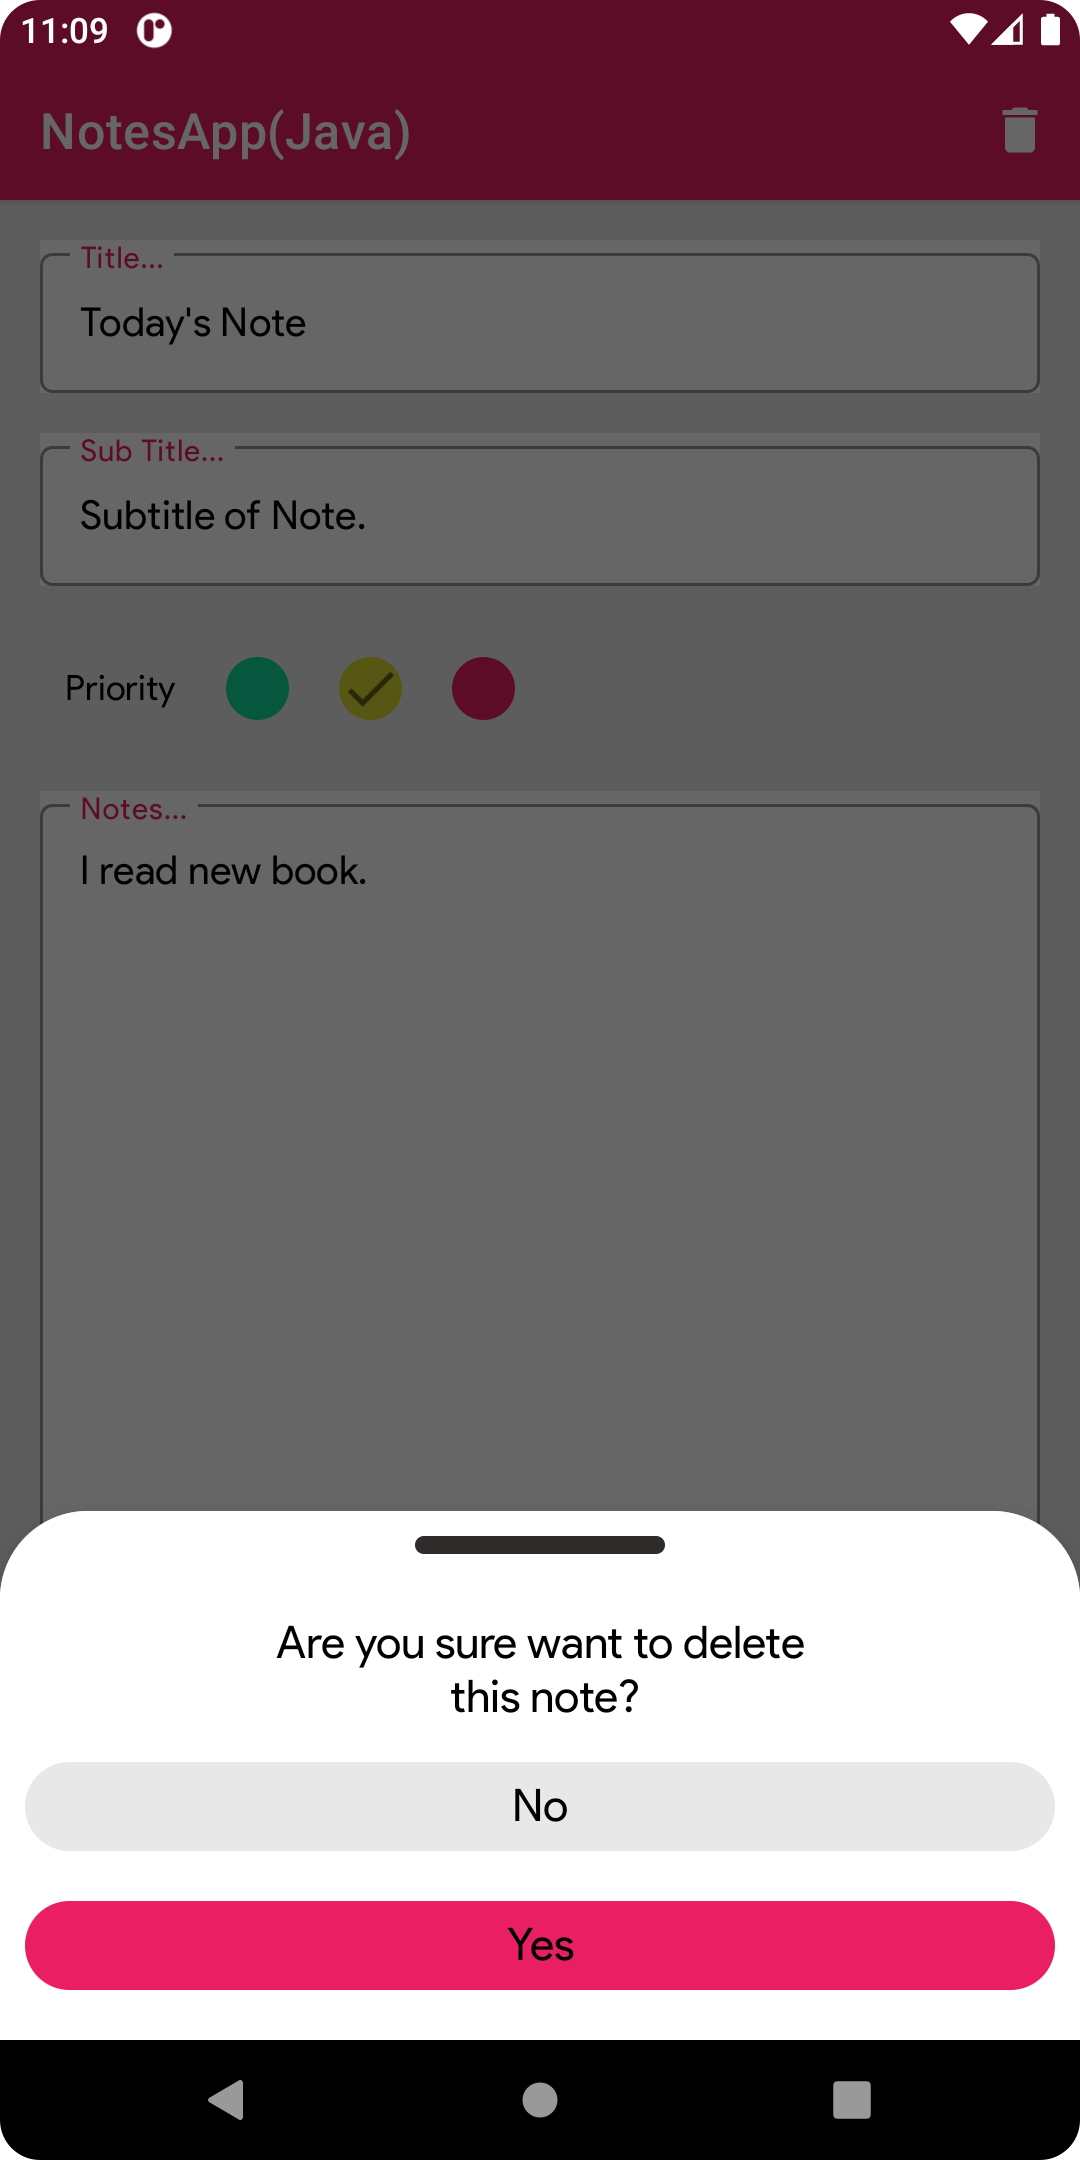 11:09
NotesApp(Java)
Title...
Today's Note
Sub Title...
Subtitle of Note.
Priority
Notes...
I read new book.
Are you sure want to delete
this note?
No
Yes